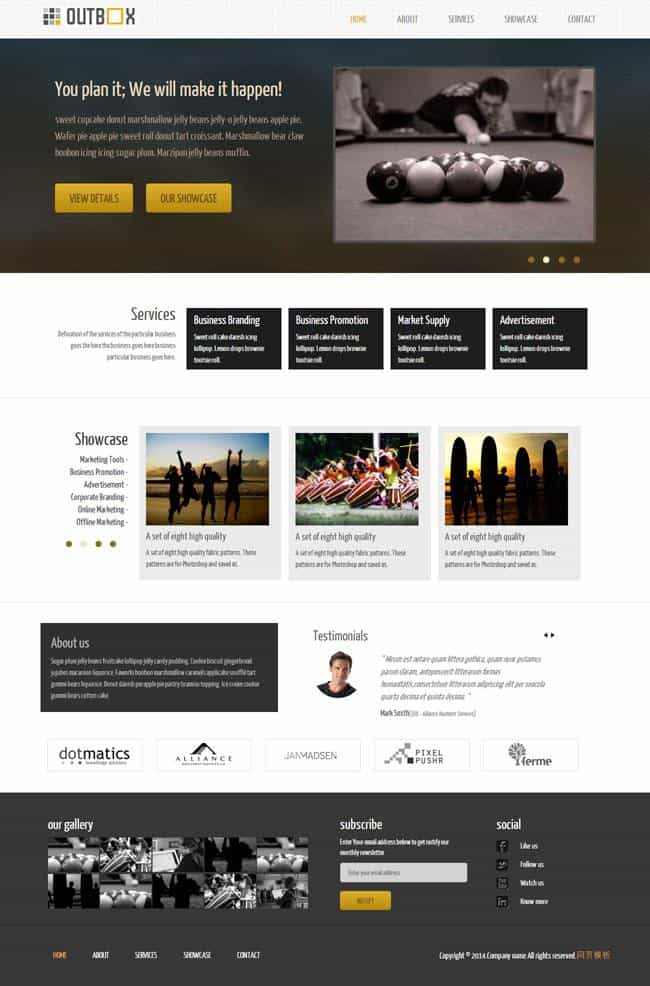 OUTBOX
HOME ABOUT SERVICES SHOWCASE CONTACT
You plan it; We will make it happen!
sweet cupcake donut marshmallow jelly beans jelly-o jelly beans apple pie.
Wafer pie apple pie sweet roll donut tart croissant. Marshmallow bear claw
bonbon icing icing sugar plum. Marzipan jelly beans muffin.
VIEW DETAILS OUR SHOWCASE
Services
Defination of the services of the particular business
goes the here the business goes here business
particular business goes here.
Business Branding
Sweet roll cake danish icing
lollipop. Lemon drops brownie
tootsie roll.
Business Promotion
Sweet roll cake danish icing
lollipop. Lemon drops brownie
tootsie roll.
Market Supply
Sweet roll cake danish icing
lollipop. Lemon drops brownie
tootsie roll.
Advertisement
Sweet roll cake danish icing
lollipop. Lemon drops brownie
tootsie roll.
Showcase
Marketing Tools -
Business Promotion -
Advertisement -
Corporate Branding -
Online Marketing -
Offline Marketing -
A set of eight high quality
A set of eight high quality fabric patterns. These
patterns are for Photoshop and saved as.
A set of eight high quality
A set of eight high quality fabric patterns. These
patterns are for Photoshop and saved as.
A set of eight high quality
A set of eight high quality fabric patterns. These
patterns are for Photoshop and saved as.
About us
Sugar plum jelly beans fruitcake lollipop jelly candy pudding. Cookie biscuit gingerbread
jujubes macaroon liquorice. Faworki bonbon marshmallow caramels applicake soufflé tart
gummi bears liquorice. Donut danish pie apple pie pastry tiramisu topping. Ice cream cookie
gummi bears cotton cake
Testimonials
" Mirum est notare quam littera gothica, quam nunc putamus
parum claram, anteposuerit litterarum formas
humanitatis,consectetuer litterarum adipiscing elit per seacula
quarta decima et quinta decima. "
Mark Smith
dotmatics
knowledge solutions
ALLIANCE
JANMADSEN
PIXEL
PUSHR
ferme
our gallery
subscribe
Enter Your email address below to get notify our
monthly newsletter
Enter your email address
NOTIFY
social
Like us
Follow us
Watch us
Know more
HOME ABOUT SERVICES SHOWCASE CONTACT
Copyright © 2014.Company name All rights reserved.网页模板